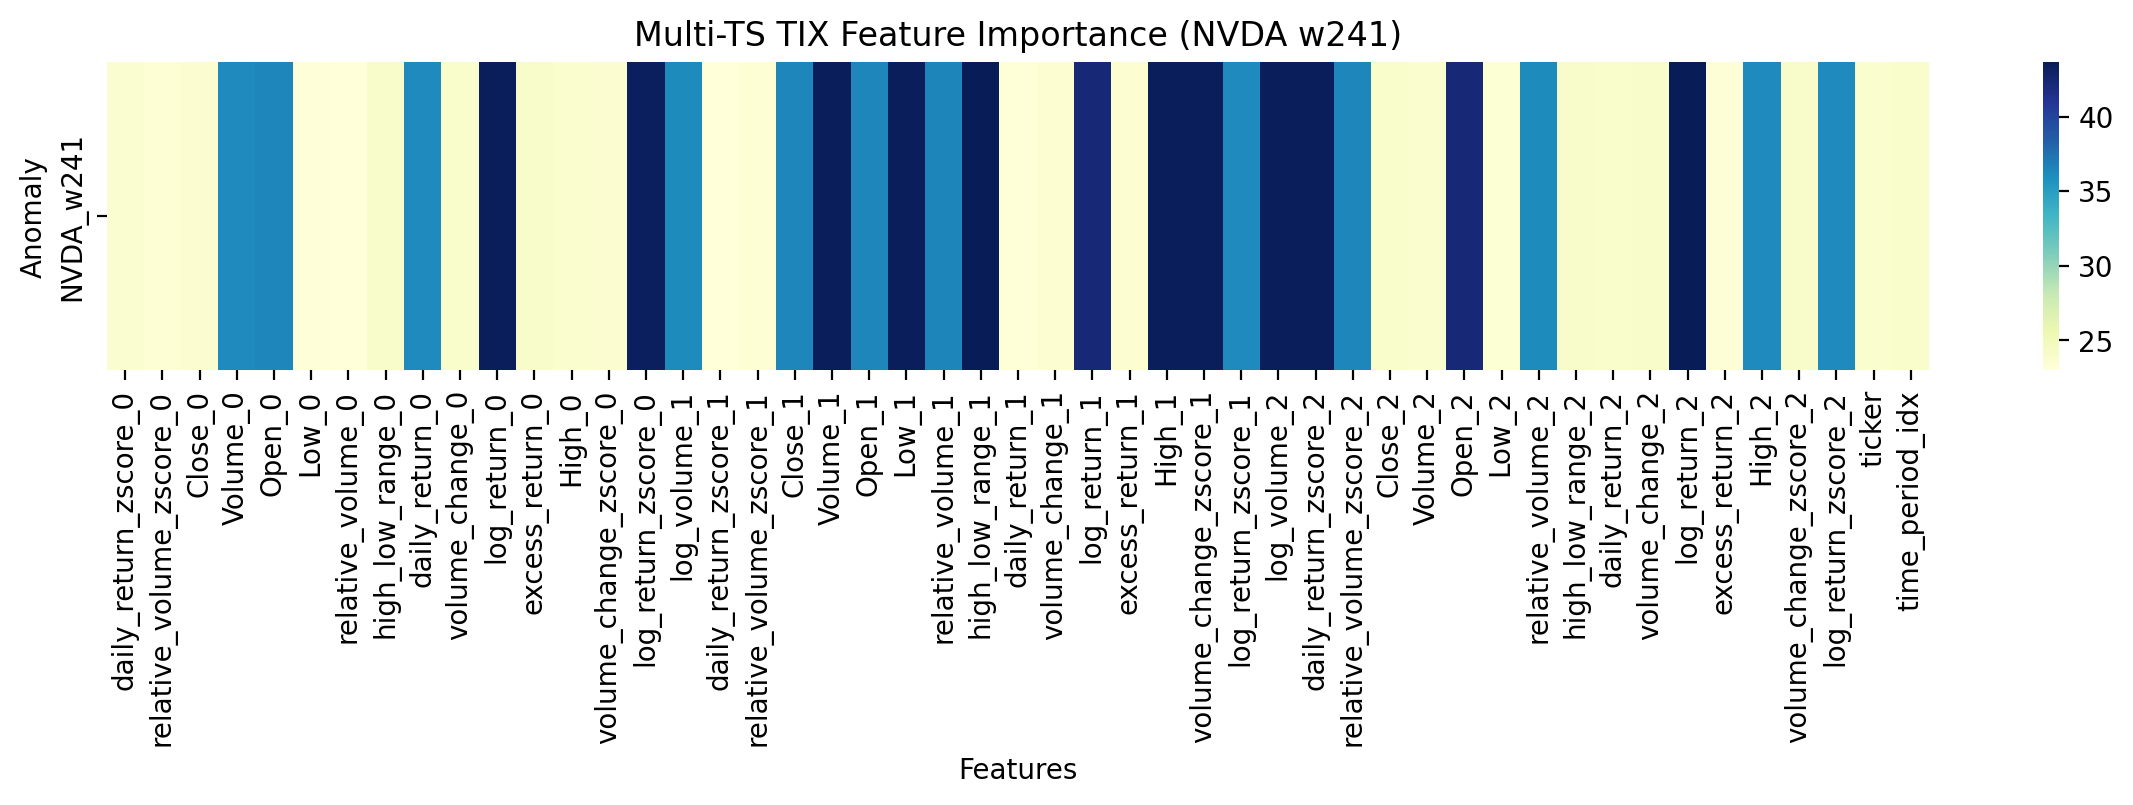 Multi-TS TIX Feature Importance (NVDA w241)
Anomaly
NVDA_w241
40
35
30
25
daily_return_zscore_0
relative_volume_zscore_0
Close_0
Volume_0
Open_0
Low_0
relative_volume_0
high_low_range_0
daily_return_0
volume_change_0
log_return_0
excess_return_0
High_0
volume_change_zscore_0
log_return_zscore_0
log_volume_1
daily_return_zscore_1
relative_volume_zscore_1
Close_1
Volume_1
Open_1
Low_1
relative_volume_1
high_low_range_1
daily_return_1
volume_change_1
log_return_1
excess_return_1
High_1
volume_change_zscore_1
log_return_zscore_1
log_volume_2
daily_return_zscore_2
relative_volume_zscore_2
Close_2
Volume_2
Open_2
Low_2
relative_volume_2
high_low_range_2
daily_return_2
volume_change_2
log_return_2
excess_return_2
High_2
volume_change_zscore_2
log_return_zscore_2
ticker
time_period_idx
Features